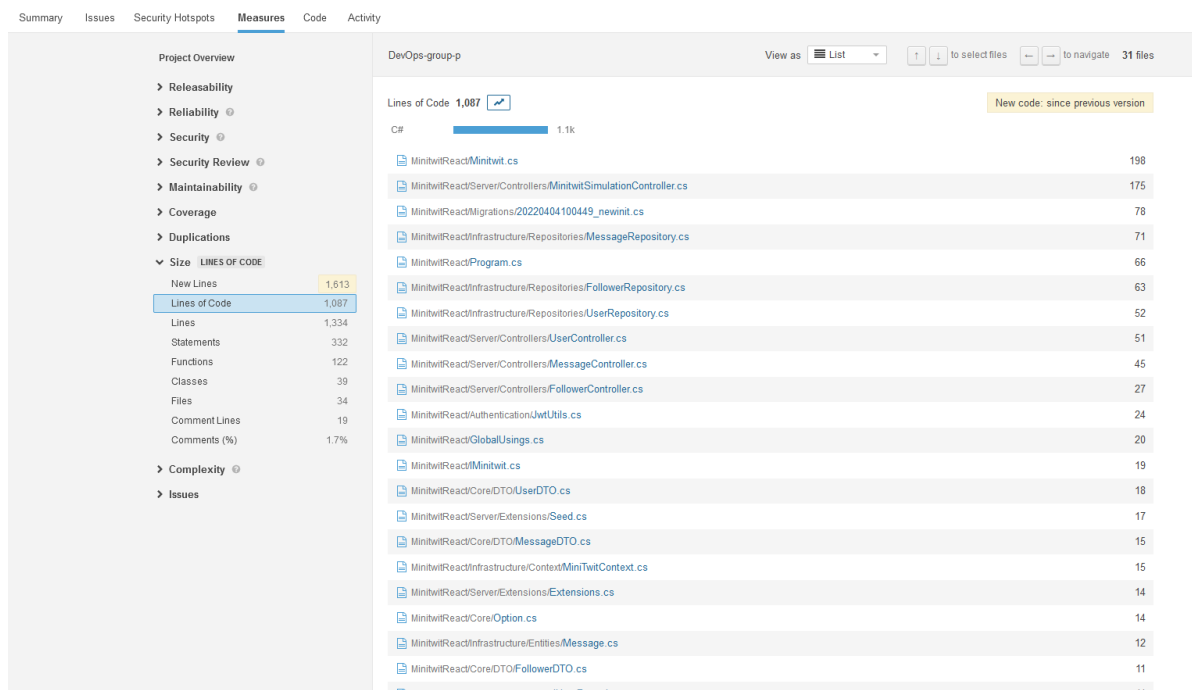 Summary Issues Security Hotspots Measures Code Activity
Project Overview
Releasability
Reliability
Security
Security Review
Maintainability
Coverage
Duplications
Size LINES OF CODE
New Lines 1,613
Lines of Code 1,087
Lines 1,334
Statements 332
Functions 122
Classes 39
Files 34
Comment Lines 19
Comments (%) 1.7%
Complexity
Issues
DevOps-group-p View as List ↑ ↓ to select files ← → to navigate 31 files
Lines of Code 1,087 New code: since previous version
C# 1.1k
MinitwitReact/Minitwit.cs 198
MinitwitReact/Server/Controllers/MinitwitSimulationController.cs 175
MinitwitReact/Migrations/20220404100449_newinit.cs 78
MinitwitReact/Infrastructure/Repositories/MessageRepository.cs 71
MinitwitReact/Program.cs 66
MinitwitReact/Infrastructure/Repositories/FollowerRepository.cs 63
MinitwitReact/Infrastructure/Repositories/UserRepository.cs 52
MinitwitReact/Server/Controllers/UserController.cs 51
MinitwitReact/Server/Controllers/MessageController.cs 45
MinitwitReact/Server/Controllers/FollowerController.cs 27
MinitwitReact/Authentication/JwtUtils.cs 24
MinitwitReact/GlobalUsings.cs 20
MinitwitReact/IMinitwit.cs 19
MinitwitReact/Core/DTO/UserDTO.cs 18
MinitwitReact/Server/Extensions/Seed.cs 17
MinitwitReact/Core/DTO/MessageDTO.cs 15
MinitwitReact/Infrastructure/Context/MiniTwitContext.cs 15
MinitwitReact/Server/Extensions/Extensions.cs 14
MinitwitReact/Core/Option.cs 14
MinitwitReact/Infrastructure/Entities/Message.cs 12
MinitwitReact/Core/DTO/FollowerDTO.cs 11